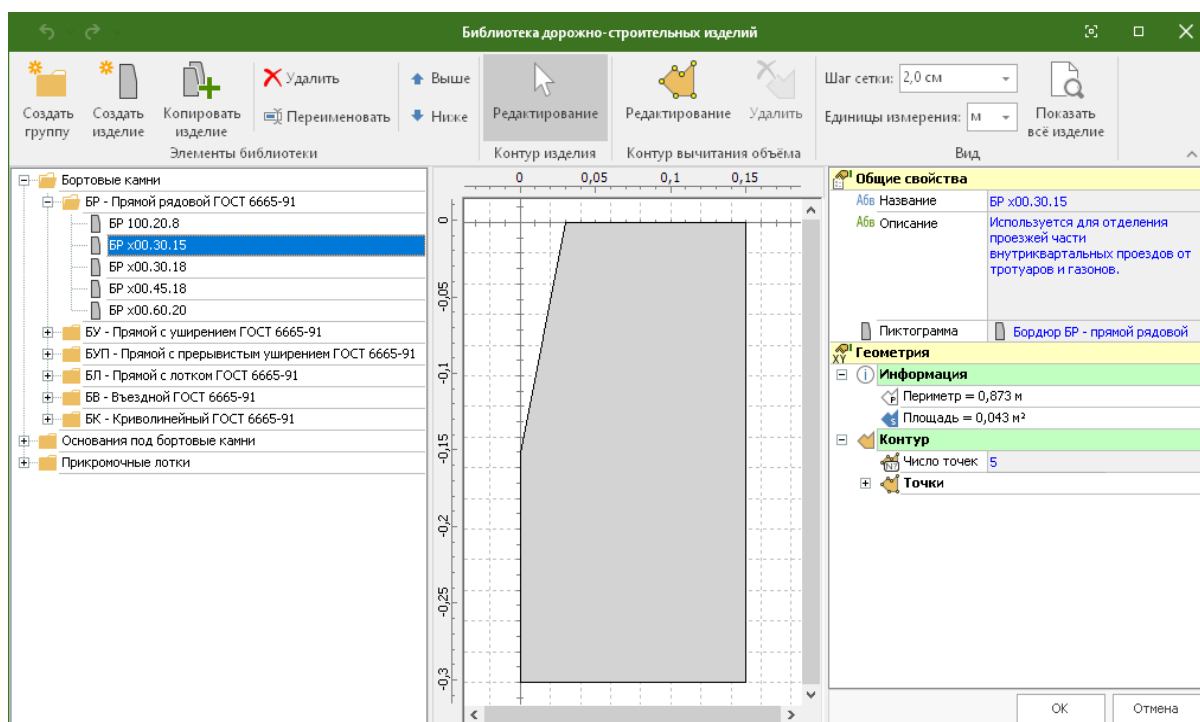 Библиотека дорожно-строительных изделий
Создать группу
Создать изделие
Копировать изделие
Удалить
Переименовать
Элементы библиотеки
Выше
Ниже
Редактирование
Контур изделия
Редактирование
Удалить
Контур вычитания объёма
Шаг сетки: 2,0 см
Единицы измерения: м
Показать всё изделие
Вид
Бортовые камни
БР - Прямой рядовой ГОСТ 6665-91
БР 100.20.8
БР х00.30.15
БР х00.30.18
БР х00.45.18
БР х00.60.20
БУ - Прямой с уширением ГОСТ 6665-91
БУП - Прямой с прерывистым уширением ГОСТ 6665-91
БЛ - Прямой с лотком ГОСТ 6665-91
БВ - Въездной ГОСТ 6665-91
БК - Криволинейный ГОСТ 6665-91
Основания под бортовые камни
Прикромочные лотки
0 0,05 0,1 0,15
0
-0,05
-0,1
-0,15
-0,2
-0,25
-0,3
Общие свойства
Абв Название БР х00.30.15
Абв Описание Используется для отделения
проезжей части
внутриквартальных проездов от
тротуаров и газонов.
Пиктограмма Бордюр БР - прямой рядовой
XY Геометрия
Информация
P Периметр = 0,873 м
S Площадь = 0,043 м²
Контур
N? Число точек 5
Точки
ОК
Отмена